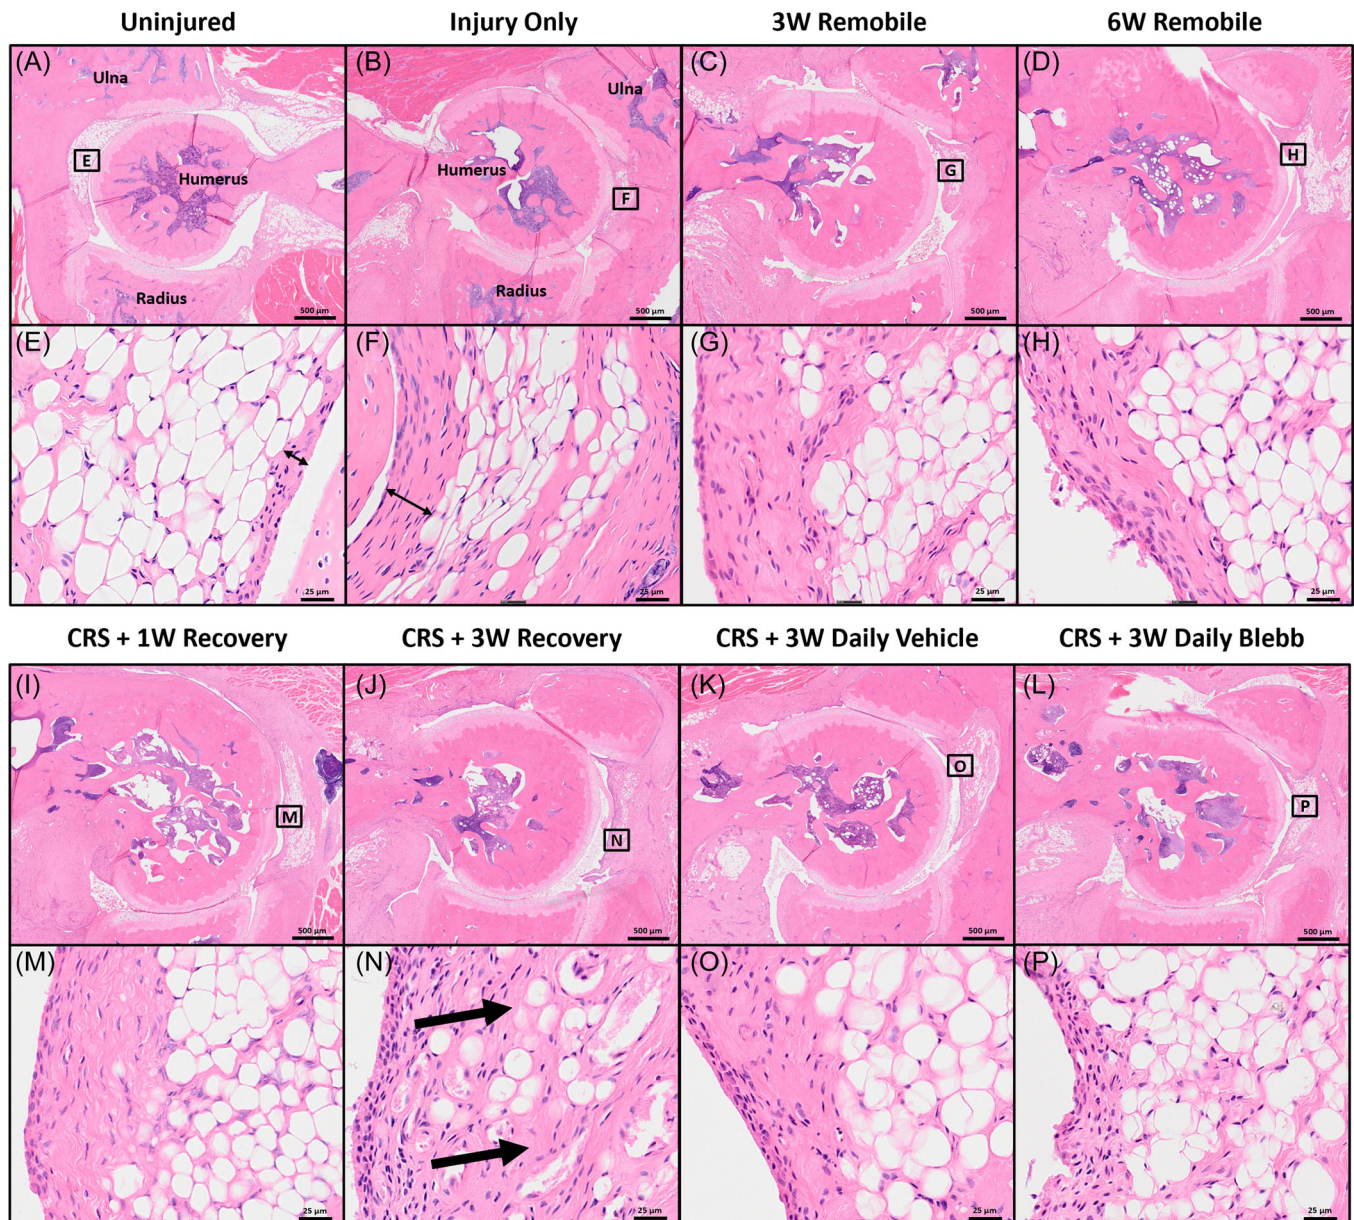 Uninjured Injury Only 3W Remobile 6W Remobile
(A) (B) (C) (D)
Ulna Ulna
E Humerus Humerus F G H
Radius Radius
500 µm 500 µm 500 µm 500 µm
(E) (F) (G) (H)
25 µm 25 µm 25 µm 25 µm
CRS + 1W Recovery CRS + 3W Recovery CRS + 3W Daily Vehicle CRS + 3W Daily Blebb
(I) (J) (K) (L)
M N O P
500 µm 500 µm 500 µm 500 µm
(M) (N) (O) (P)
25 µm 25 µm 25 µm 25 µm